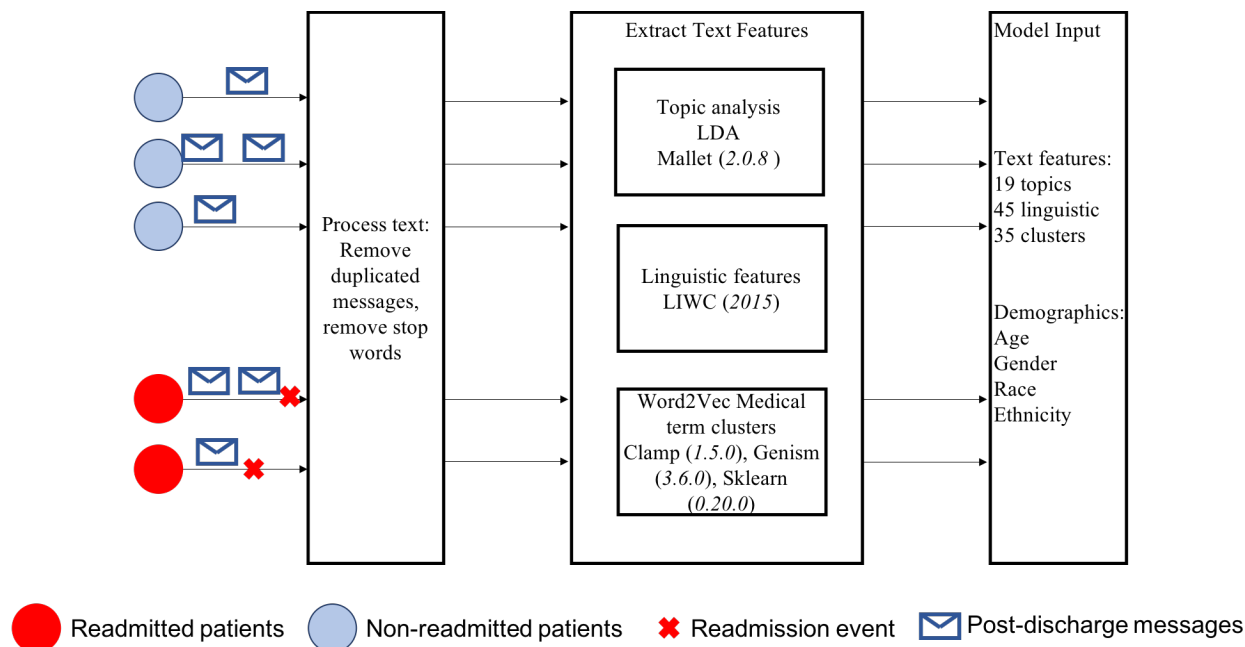 Process text:
Remove
duplicated
messages,
remove stop
words
Extract Text Features
Topic analysis
LDA
Mallet (2.0.8 )
Linguistic features
LIWC (2015)
Word2Vec Medical
term clusters
Clamp (1.5.0), Genism
(3.6.0), Sklearn
(0.20.0)
Model Input
Text features:
19 topics
45 linguistic
35 clusters
Demographics:
Age
Gender
Race
Ethnicity
Readmitted patients
Non-readmitted patients
Readmission event
Post-discharge messages